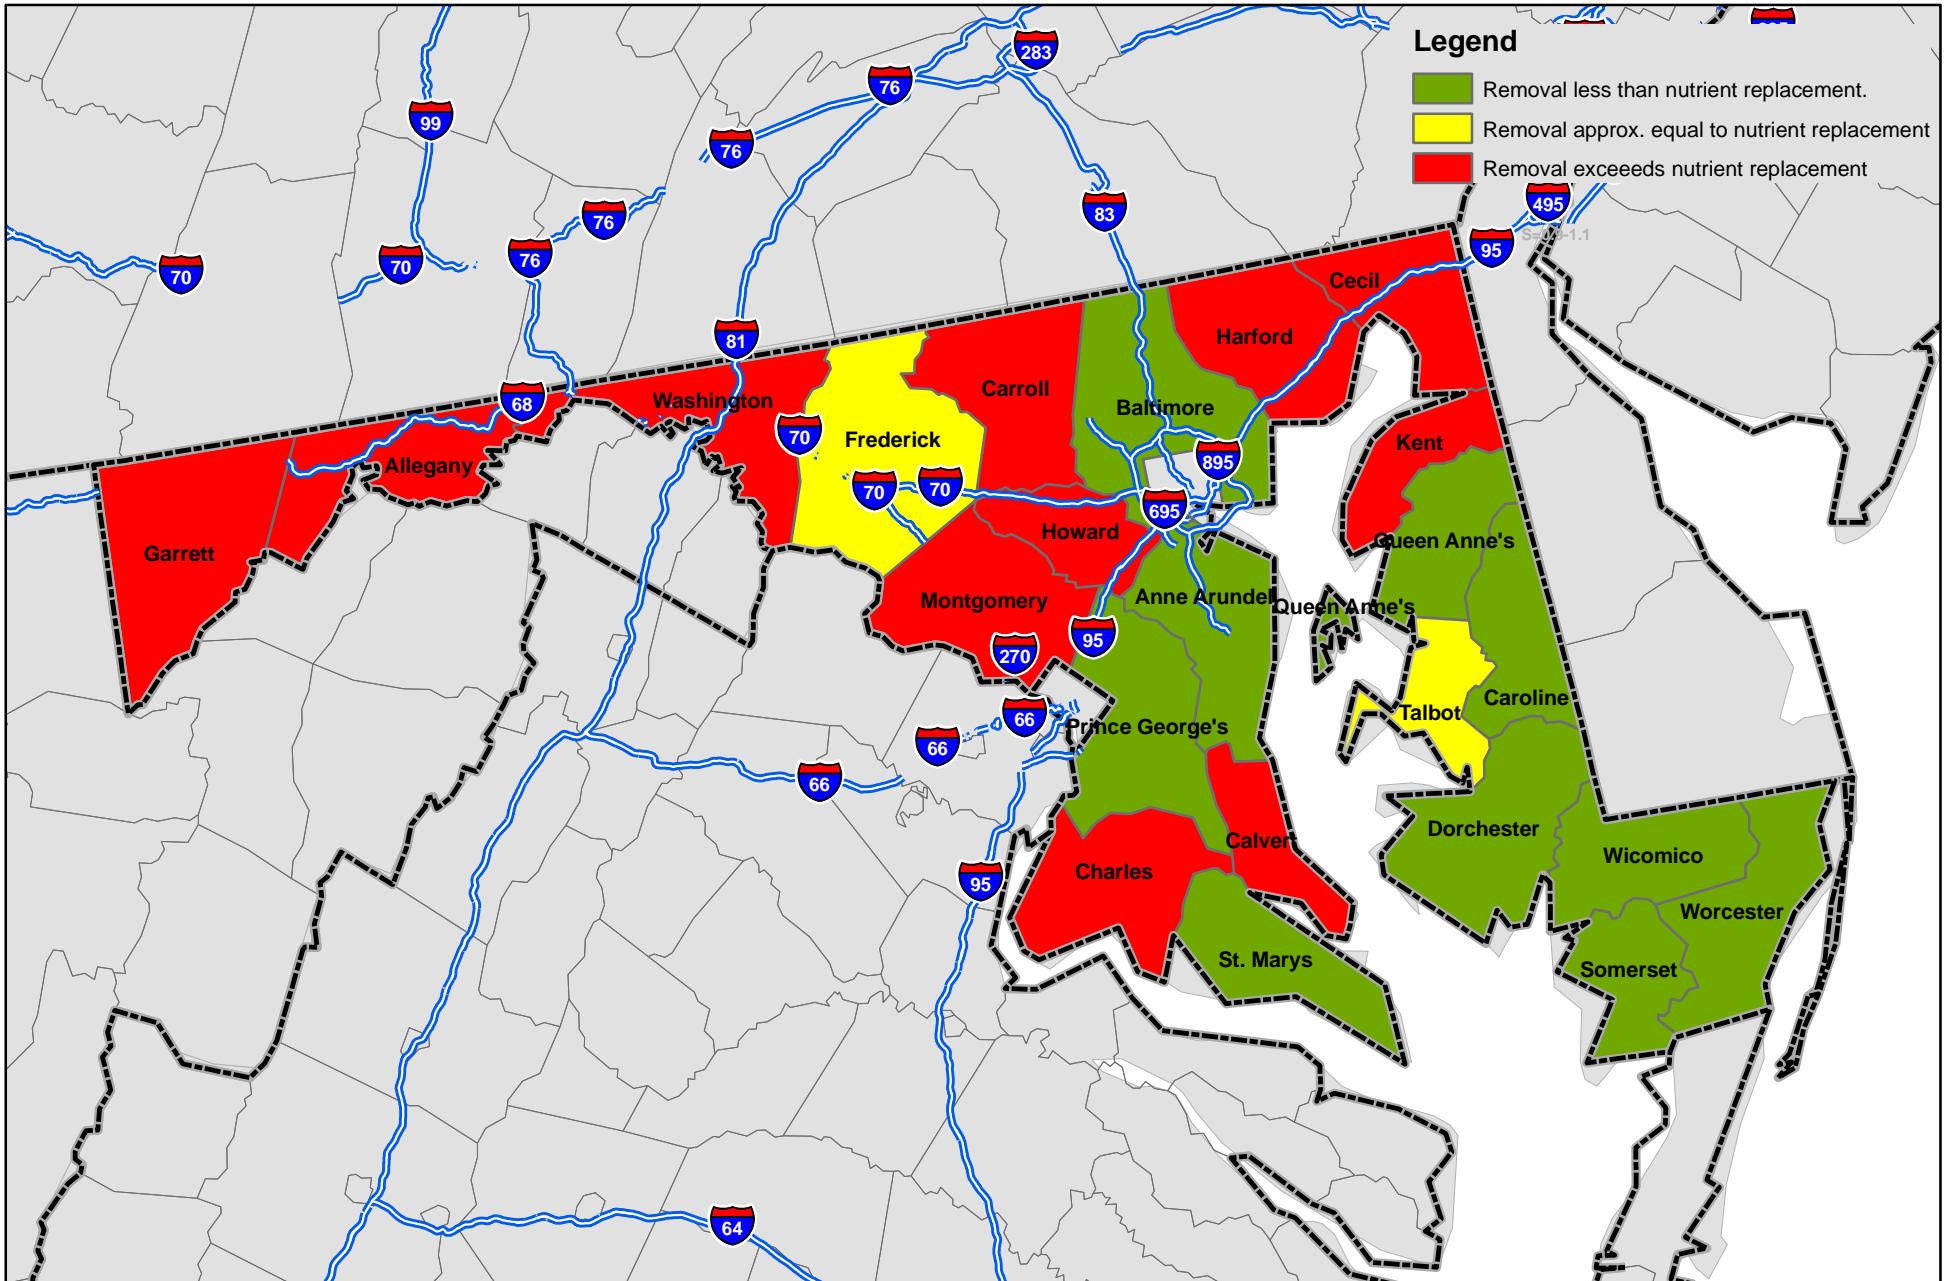 283
Legend
76
Removal less than nutrient replacement.
99
Removal approx. equal to nutrient replacement
76
Removal exceeeds nutrient replacement
495
83
76
95
76
70
70
Cecil
81
Harford
Carroll
Washington
68
Baltimore
70
Frederick
Kent
895
Allegany
70
70
695
Howard
Queen Anne's
Garrett
Anne Arundel
Montgomery
Queen Anne's
95
270
Caroline
66
Talbot
Prince George's
66
66
Dorchester
Calvert
Wicomico
Charles
95
Worcester
St. Marys
Somerset
64